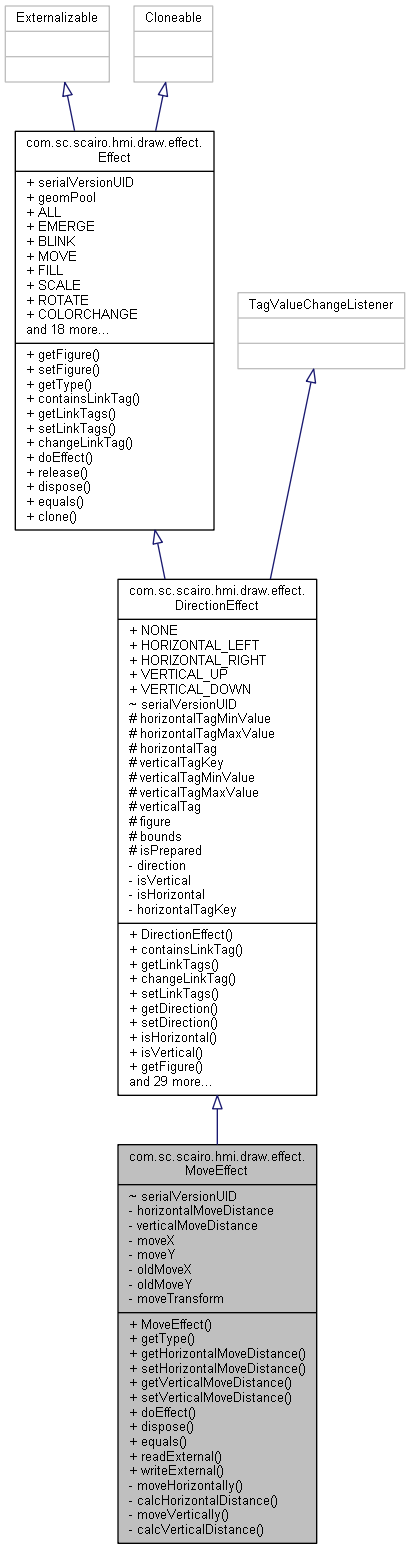 Externalizable
Cloneable
com.sc.scairo.hmi.draw.effect.
Effect
+ serialVersionUID
+ geomPool
+ ALL
+ EMERGE
+ BLINK
+ MOVE
+ FILL
+ SCALE
+ ROTATE
+ COLORCHANGE
and 18 more...
+ getFigure()
+ setFigure()
+ getType()
+ containsLinkTag()
+ getLinkTags()
+ setLinkTags()
+ changeLinkTag()
+ doEffect()
+ release()
+ dispose()
+ equals()
+ clone()
TagValueChangeListener
com.sc.scairo.hmi.draw.effect.
DirectionEffect
+ NONE
+ HORIZONTAL_LEFT
+ HORIZONTAL_RIGHT
+ VERTICAL_UP
+ VERTICAL_DOWN
~ serialVersionUID
# horizontalTagMinValue
# horizontalTagMaxValue
# horizontalTag
# verticalTagKey
# verticalTagMinValue
# verticalTagMaxValue
# verticalTag
# figure
# bounds
# isPrepared
- direction
- isVertical
- isHorizontal
- horizontalTagKey
+ DirectionEffect()
+ containsLinkTag()
+ getLinkTags()
+ changeLinkTag()
+ setLinkTags()
+ getDirection()
+ setDirection()
+ isHorizontal()
+ isVertical()
+ getFigure()
and 29 more...
com.sc.scairo.hmi.draw.effect.
MoveEffect
~ serialVersionUID
- horizontalMoveDistance
- verticalMoveDistance
- moveX
- moveY
- oldMoveX
- oldMoveY
- moveTransform
+ MoveEffect()
+ getType()
+ getHorizontalMoveDistance()
+ setHorizontalMoveDistance()
+ getVerticalMoveDistance()
+ setVerticalMoveDistance()
+ doEffect()
+ dispose()
+ equals()
+ readExternal()
+ writeExternal()
- moveHorizontally()
- calcHorizontalDistance()
- moveVertically()
- calcVerticalDistance()